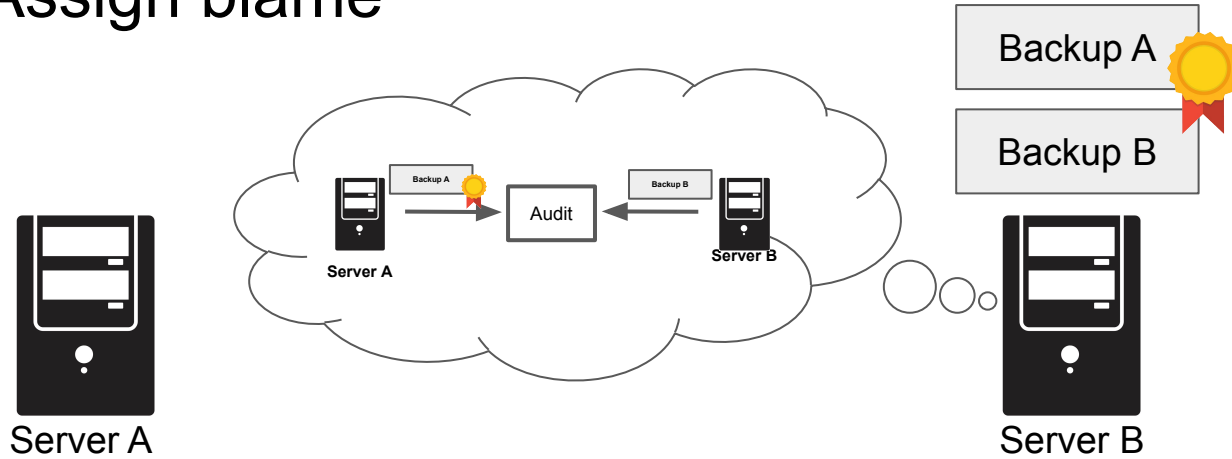 Assign blame
Backup A
Backup B
Backup A
Backup B
Audit
Server A
Server B
Server A
Server B